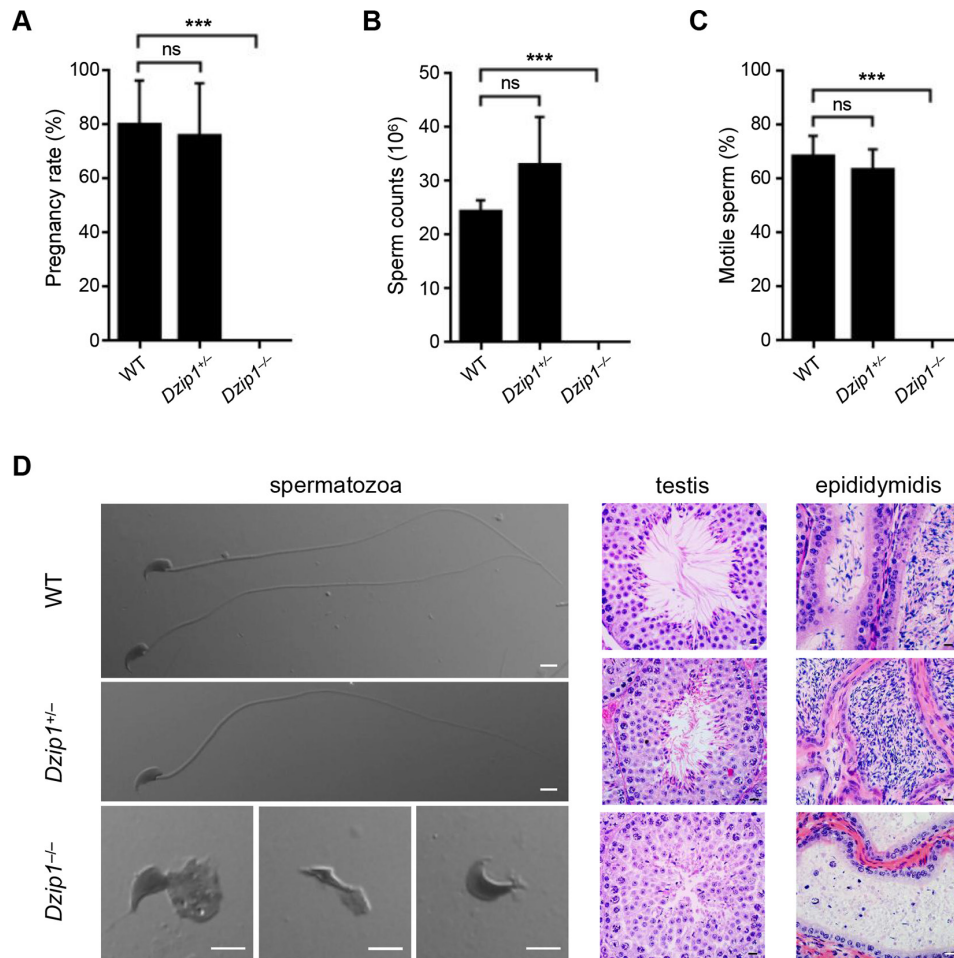 A
***
ns
Pregnancy rate (%)
100
80
60
40
20
0
WT
Dzip1+/–
Dzip1–/–
B
***
ns
Sperm counts (10⁶)
50
40
30
20
10
0
WT
Dzip1+/–
Dzip1–/–
C
***
ns
Motile sperm (%)
100
80
60
40
20
0
WT
Dzip1+/–
Dzip1–/–
D
spermatozoa
testis
epididymidis
WT
Dzip1+/–
Dzip1–/–